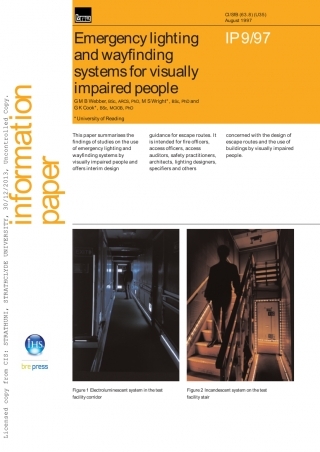 CI/SfB (63.8) (U35)
August 1997
Emergency lighting
and wayfinding
systems for visually
impaired people
IP 9/97
G M B Webber, BSc, ARCS, PhD, M S Wright*, BSc, PhD and
G K Cook*, BSc, MCIOB, PhD
* University of Reading
information
paper
This paper summarises the
findings of studies on the use
of emergency lighting and
wayfinding systems by
visually impaired people and
offers interim design
guidance for escape routes. It
is intended for fire officers,
access officers, access
auditors, safety practitioners,
architects, lighting designers,
specifiers and others
concerned with the design of
escape routes and the use of
buildings by visually impaired
people.
IHS
bre press
Figure 1 Electroluminescent system in the test
facility corridor
Figure 2 Incandescent system on the test
facility stair
Licensed copy from CIS: STRATHUNI, STRATHCLYDE UNIVERSITY, 30/12/2013, Uncontrolled Copy.